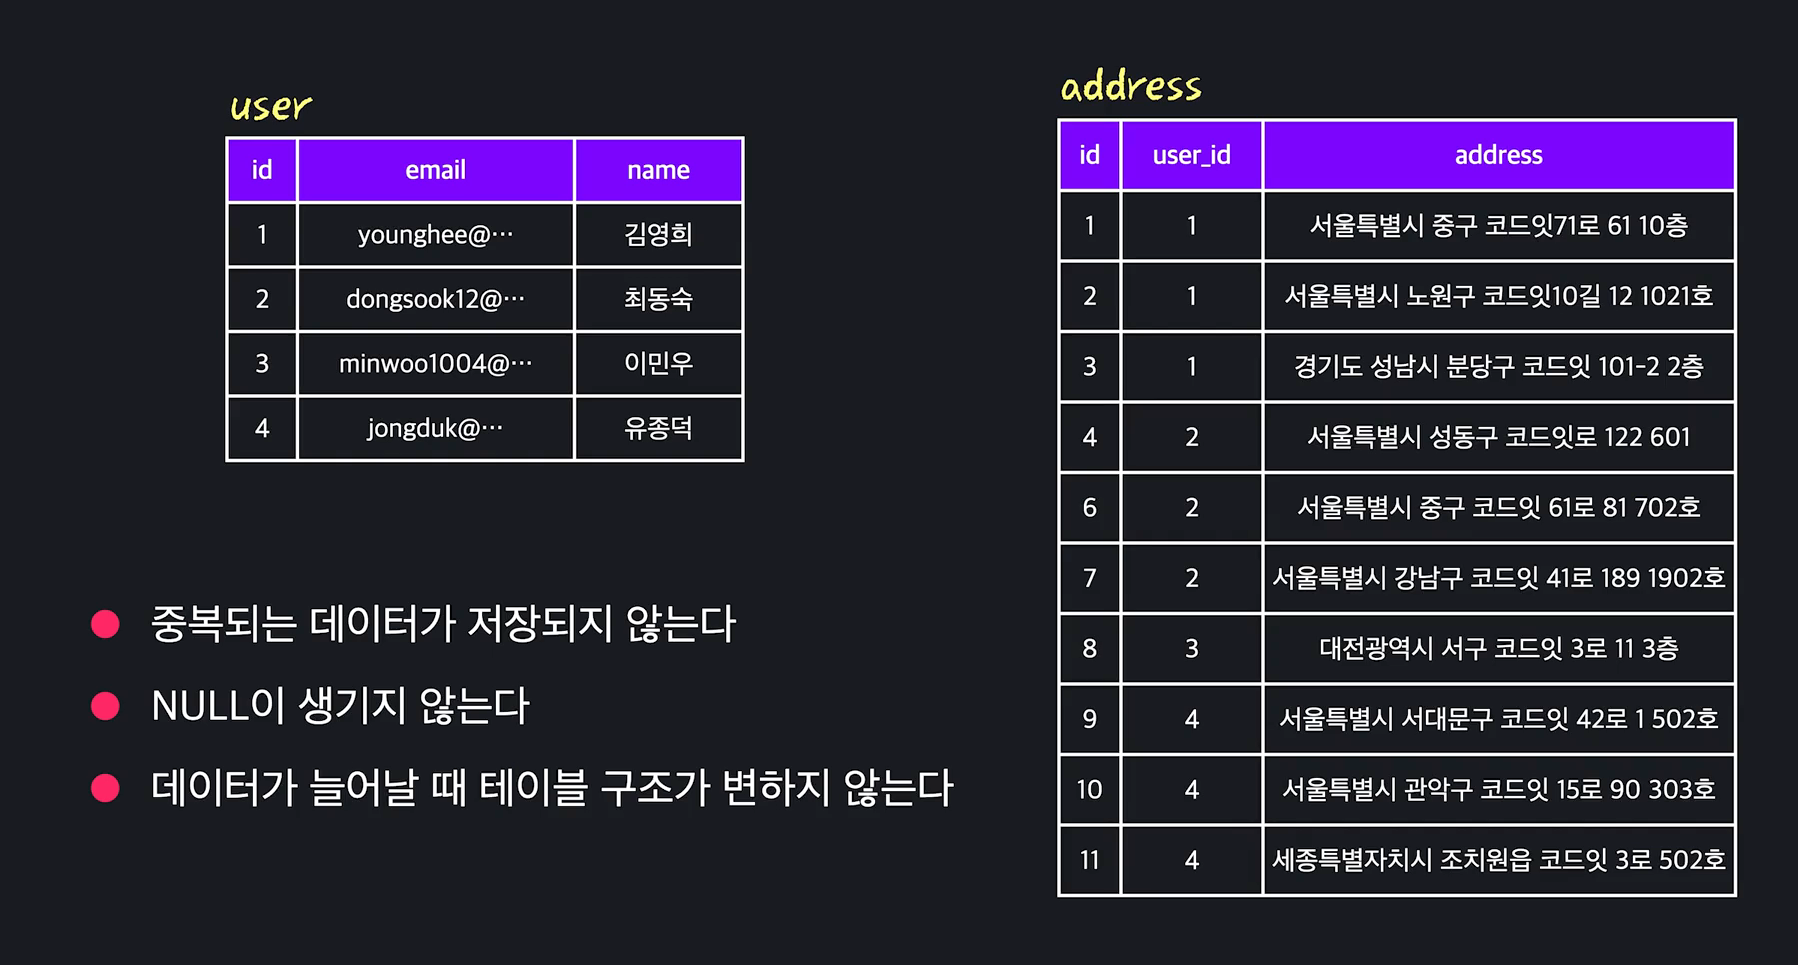 user
id email name
1 younghee@··· 김영희
2 dongsook12@··· 최동숙
3 minwoo1004@··· 이민우
4 jongduk@··· 유종덕
중복되는 데이터가 저장되지 않는다
NULL이 생기지 않는다
데이터가 늘어날 때 테이블 구조가 변하지 않는다
address
id user_id address
1 1 서울특별시 중구 코드잇71로 61 10층
2 1 서울특별시 노원구 코드잇10길 12 1021호
3 1 경기도 성남시 분당구 코드잇 101-2 2층
4 2 서울특별시 성동구 코드잇로 122 601
6 2 서울특별시 중구 코드잇 61로 81 702호
7 2 서울특별시 강남구 코드잇 41로 189 1902호
8 3 대전광역시 서구 코드잇 3로 11 3층
9 4 서울특별시 서대문구 코드잇 42로 1 502호
10 4 서울특별시 관악구 코드잇 15로 90 303호
11 4 세종특별자치시 조치원읍 코드잇 3로 502호